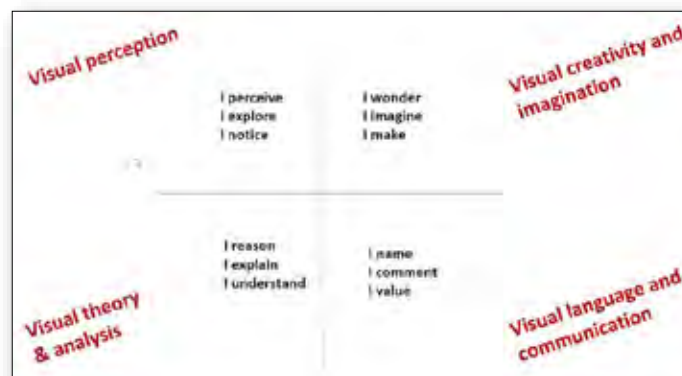 Visual perception
I perceive
I explore
I notice
I wonder
I imagine
I make
Visual creativity and
imagination
I reason
I explain
I understand
I name
I comment
I value
Visual theory
& analysis
Visual language and
communication